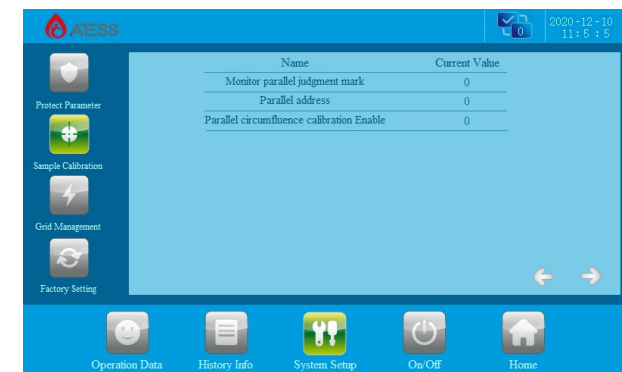 ATESS
0
2020-12-10
11:5 :5
Name Current Value
Monitor parallel judgment mark 0
Parallel address 0
Parallel circumfluence calibration Enable 0
Protect Parameter
Sample Calibration
Grid Management
Factory Setting
Operation Data History Info System Setup On/Off Home